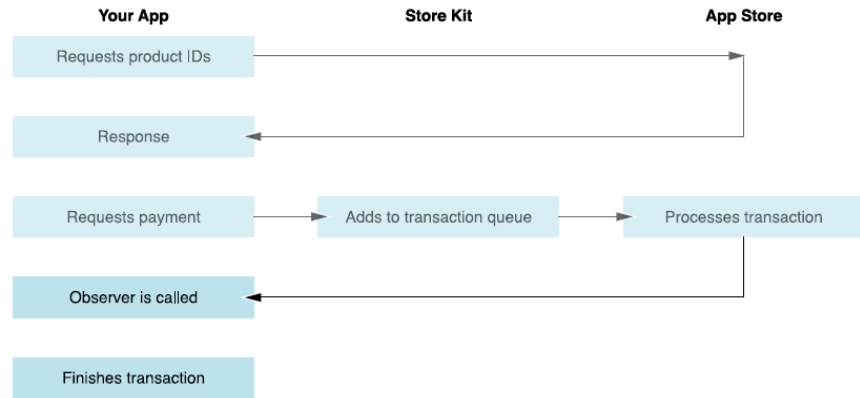 Your App
Store Kit
App Store
Requests product IDs
Response
Requests payment
Adds to transaction queue
Processes transaction
Observer is called
Finishes transaction